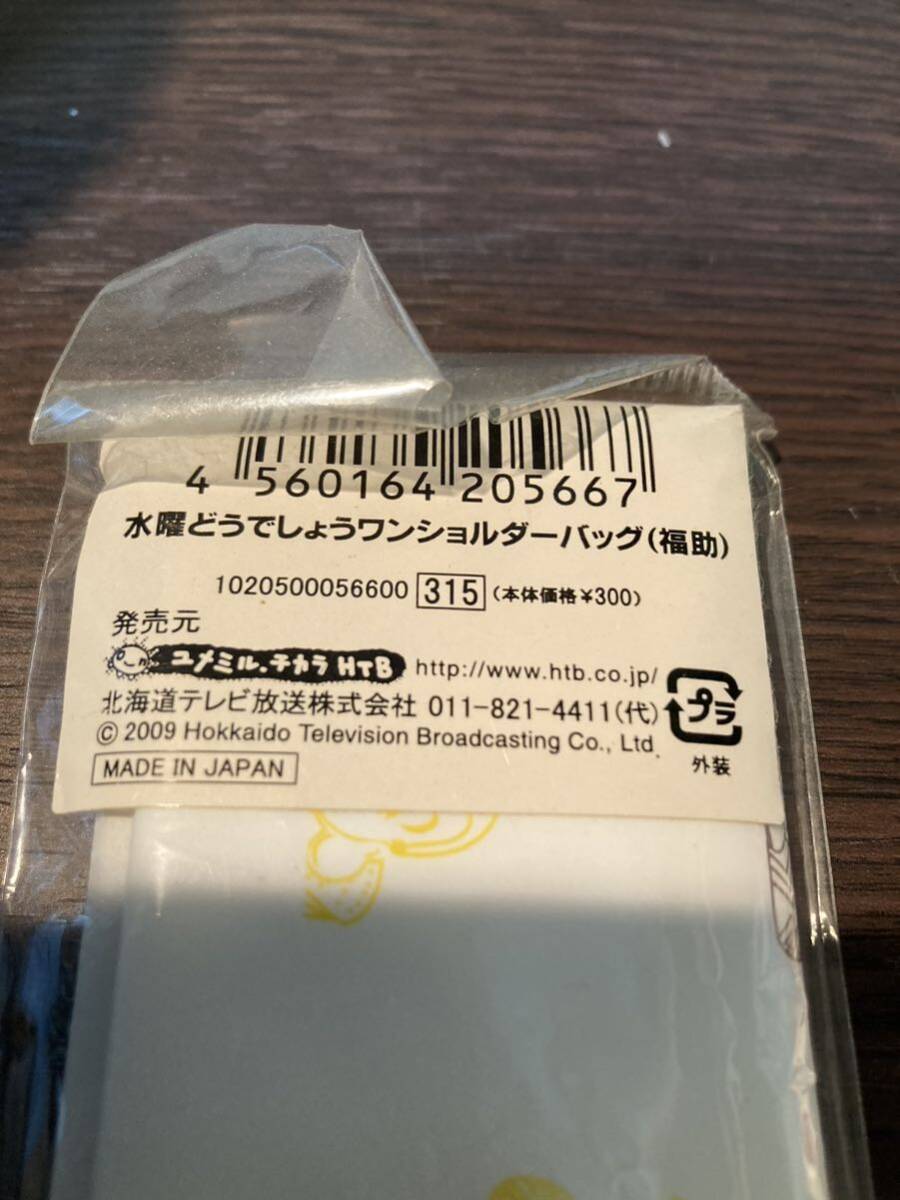 4 560164 205667
水曜どうでしょうワンショルダーバッグ(福助)
1020500056600 315 (本体価格¥300)
発売元
ユメミル、チカラ HTB http://www.htb.co.jp/
北海道テレビ放送株式会社 011-821-4411(代)
© 2009 Hokkaido Television Broadcasting Co., Ltd.
MADE IN JAPAN
プラ
外装